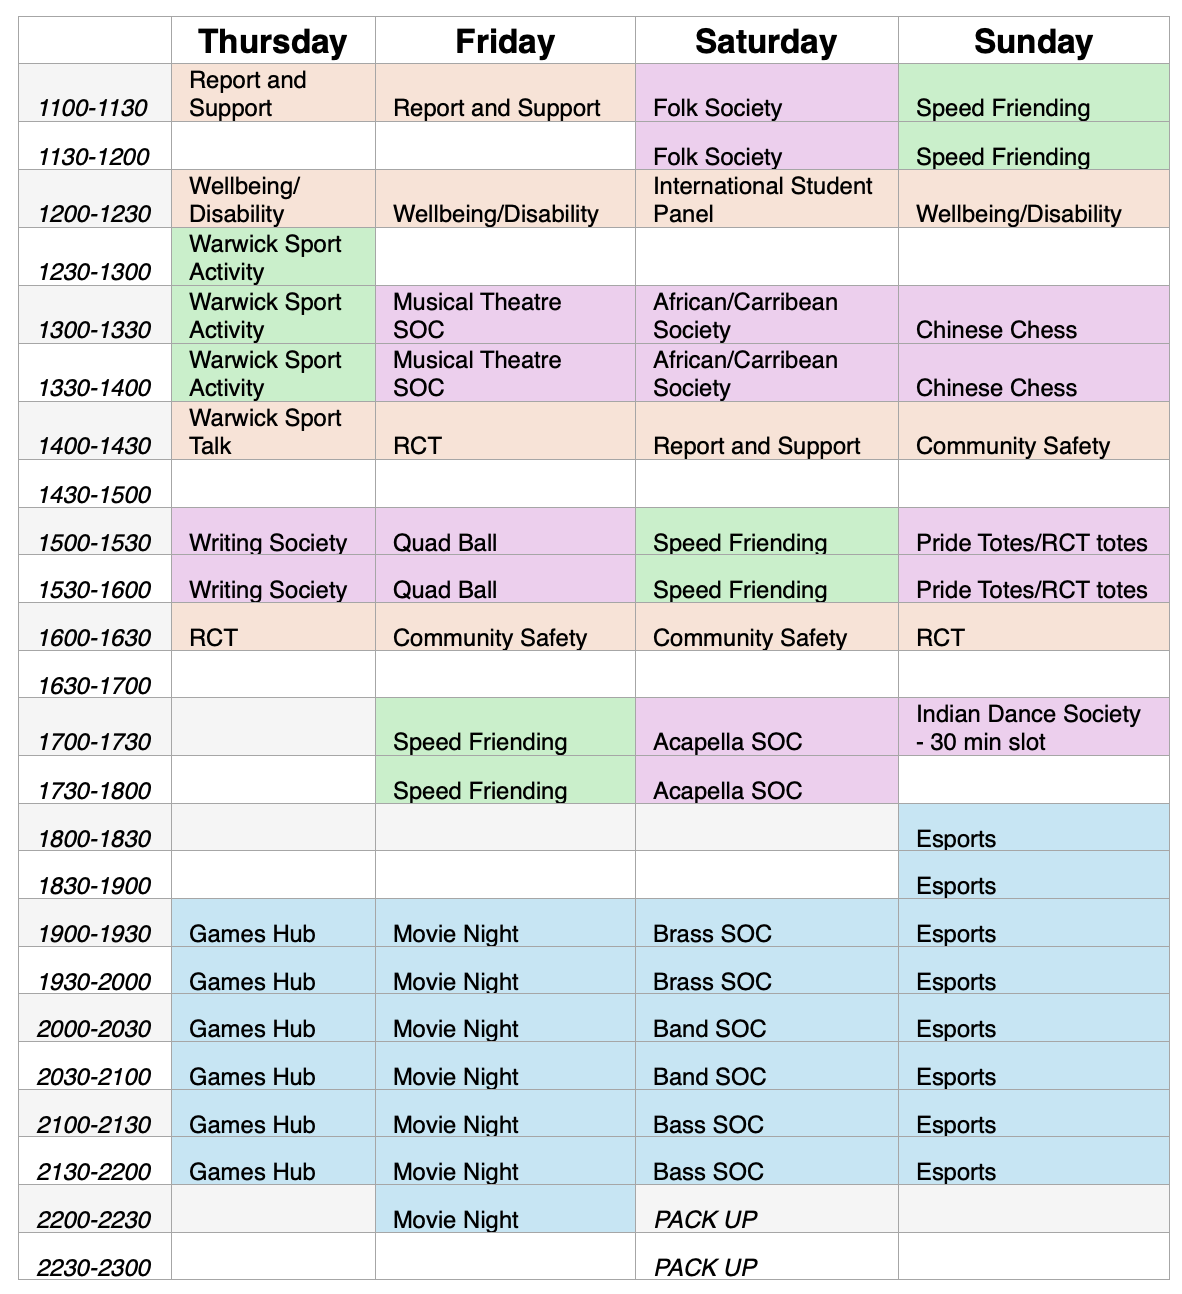 Thursday Friday Saturday Sunday
1100-1130 Report and Support Report and Support Folk Society Speed Friending
1130-1200 Folk Society Speed Friending
1200-1230 Wellbeing/ Disability Wellbeing/Disability International Student Panel Wellbeing/Disability
1230-1300 Warwick Sport Activity
1300-1330 Warwick Sport Activity Musical Theatre SOC African/Carribean Society Chinese Chess
1330-1400 Warwick Sport Activity Musical Theatre SOC African/Carribean Society Chinese Chess
1400-1430 Warwick Sport Talk RCT Report and Support Community Safety
1430-1500
1500-1530 Writing Society Quad Ball Speed Friending Pride Totes/RCT totes
1530-1600 Writing Society Quad Ball Speed Friending Pride Totes/RCT totes
1600-1630 RCT Community Safety Community Safety RCT
1630-1700
1700-1730 Speed Friending Acapella SOC Indian Dance Society - 30 min slot
1730-1800 Speed Friending Acapella SOC
1800-1830 Esports
1830-1900 Esports
1900-1930 Games Hub Movie Night Brass SOC Esports
1930-2000 Games Hub Movie Night Brass SOC Esports
2000-2030 Games Hub Movie Night Band SOC Esports
2030-2100 Games Hub Movie Night Band SOC Esports
2100-2130 Games Hub Movie Night Bass SOC Esports
2130-2200 Games Hub Movie Night Bass SOC Esports
2200-2230 Movie Night PACK UP
2230-2300 PACK UP